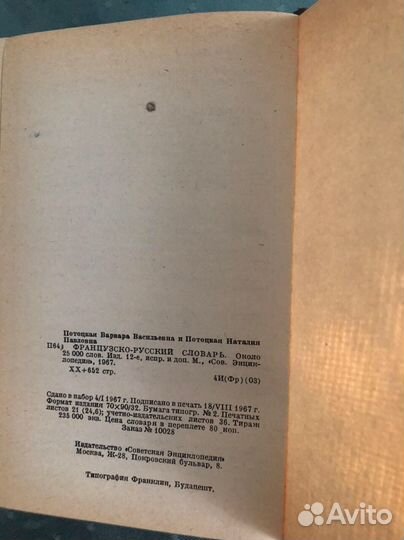 Потоцкая Варвара Васильевна и Потоцкая Наталия
Павловна
П64) ФРАНЦУЗСКО-РУССКИЙ СЛОВАРЬ. Около
25 000 слов. Изд. 12-е, испр. и доп. М., «Сов. Энцик-
лопедия», 1967.
XX+652 стр.
4И(Фр)(03)
Сдано в набор 4/I 1967 г. Подписано в печать 18/VIII 1967 г.
Формат издания 70×90/32. Бумага типогр. № 2. Печатных
листов 21 (24,6); учетно-издательских листов 36. Тираж
235 000 экз. Цена словаря в переплете 80 коп.
Заказ № 10028
Издательство «Советская Энциклопедия»
Москва, Ж-28, Покровский бульвар, 8.
Типография Франклин, Будапешт.
Avito